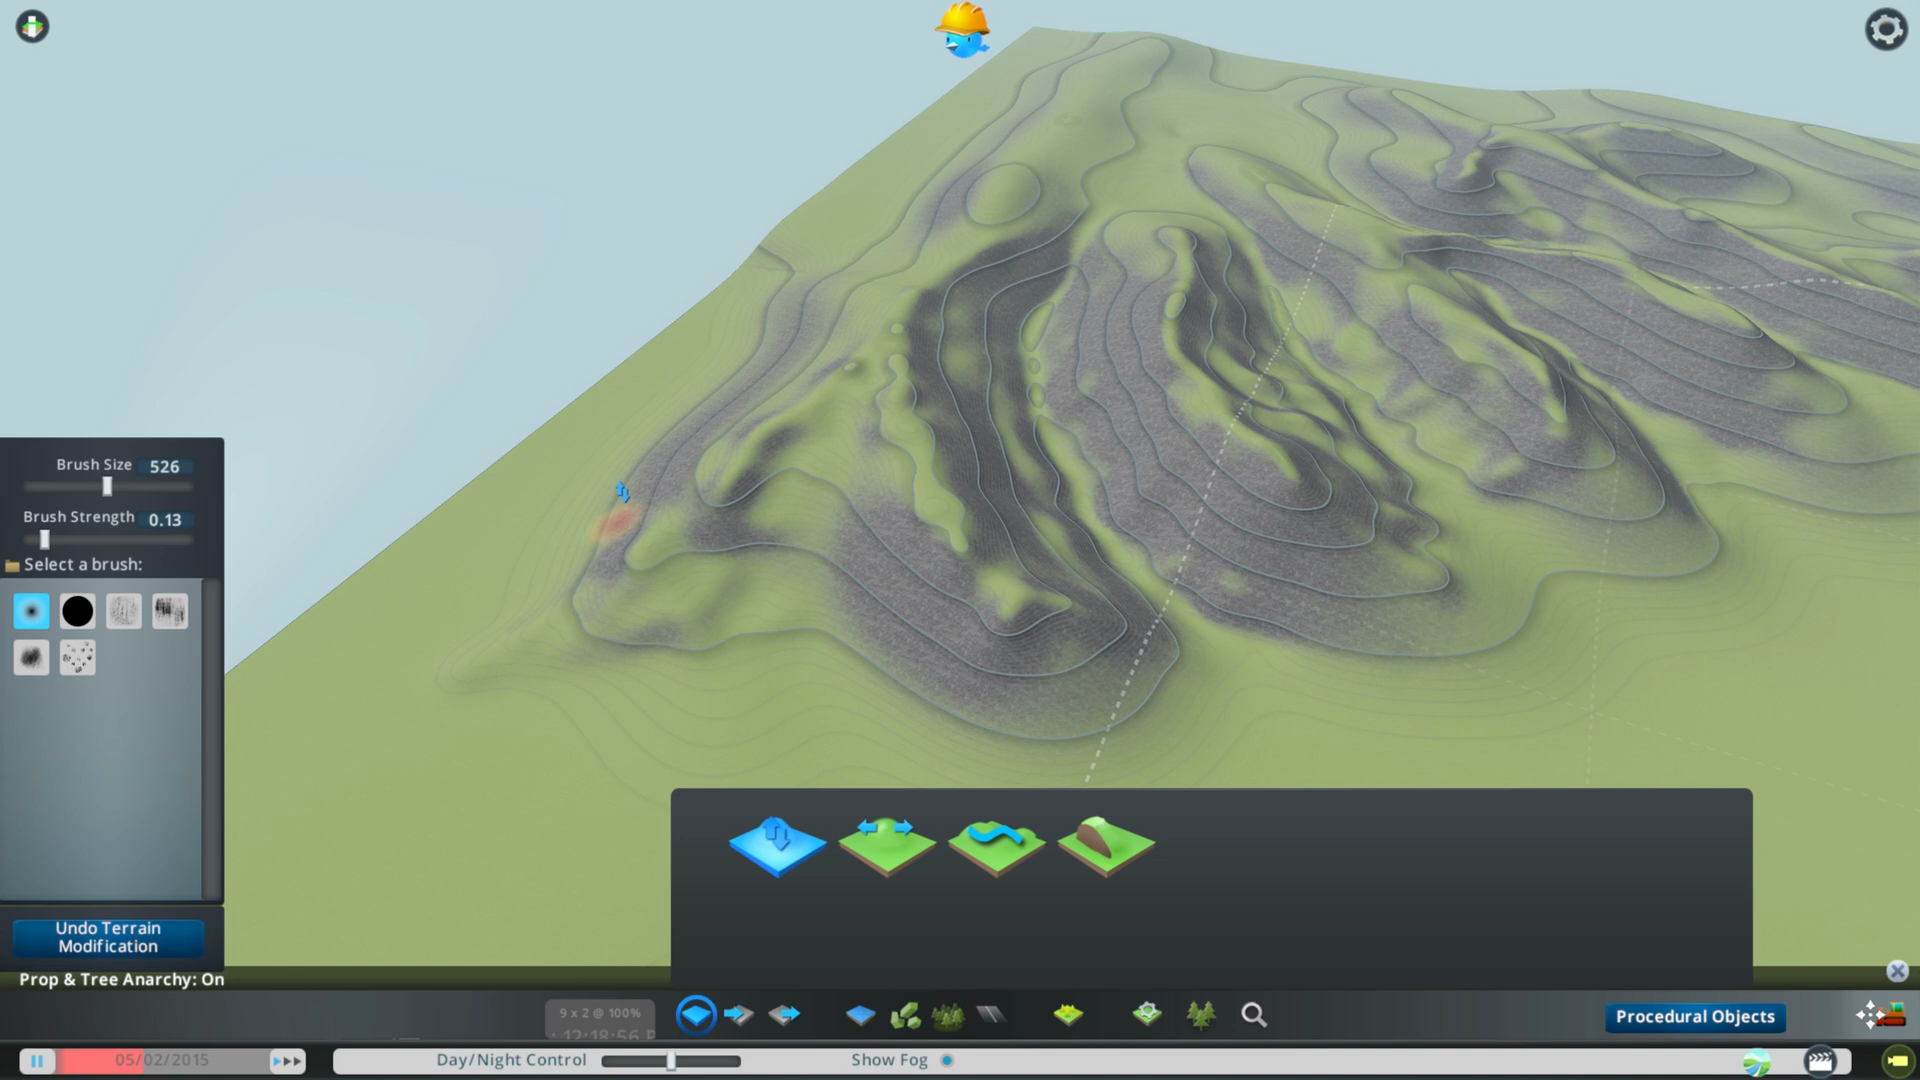 Brush Size 526
Brush Strength 0.13
Select a brush:
Undo Terrain
Modification
Prop & Tree Anarchy: On
9 x 2 @ 100%
Procedural Objects
05/02/2015
Day/Night Control
Show Fog